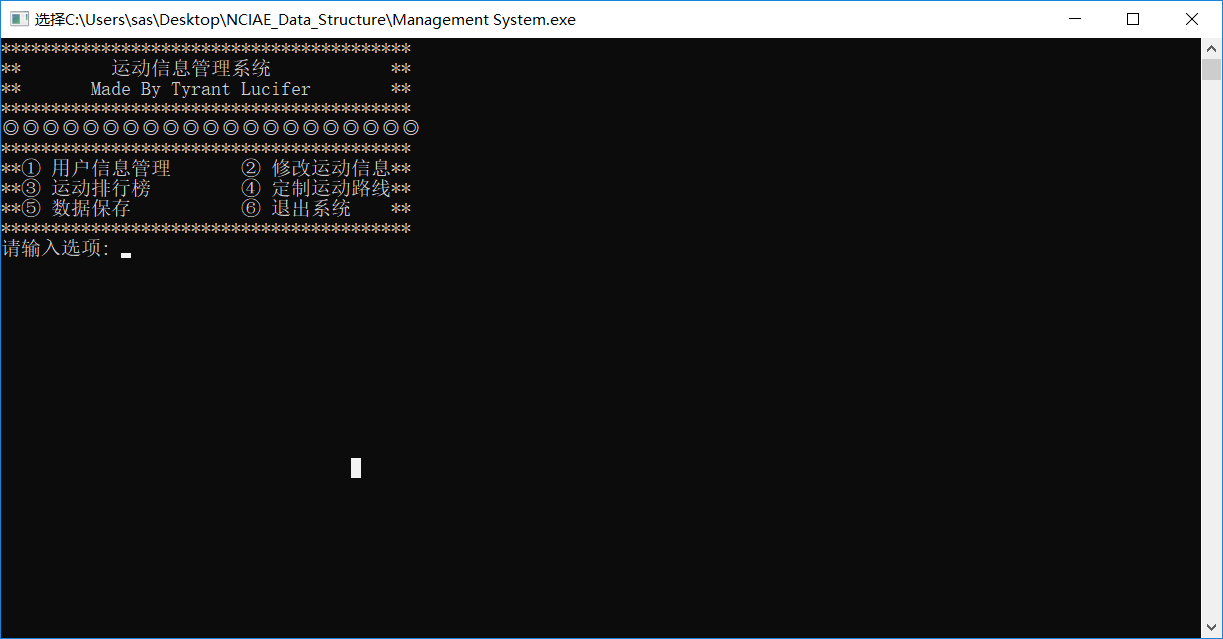 选择C:\Users\sas\Desktop\NCIAE_Data_Structure\Management System.exe
*****************************************
**         运动信息管理系统            **
**       Made By Tyrant Lucifer        **
*****************************************
◎◎◎◎◎◎◎◎◎◎◎◎◎◎◎◎◎◎◎◎◎
*****************************************
**① 用户信息管理       ② 修改运动信息**
**③ 运动排行榜         ④ 定制运动路线**
**⑤ 数据保存           ⑥ 退出系统    **
*****************************************
请输入选项: